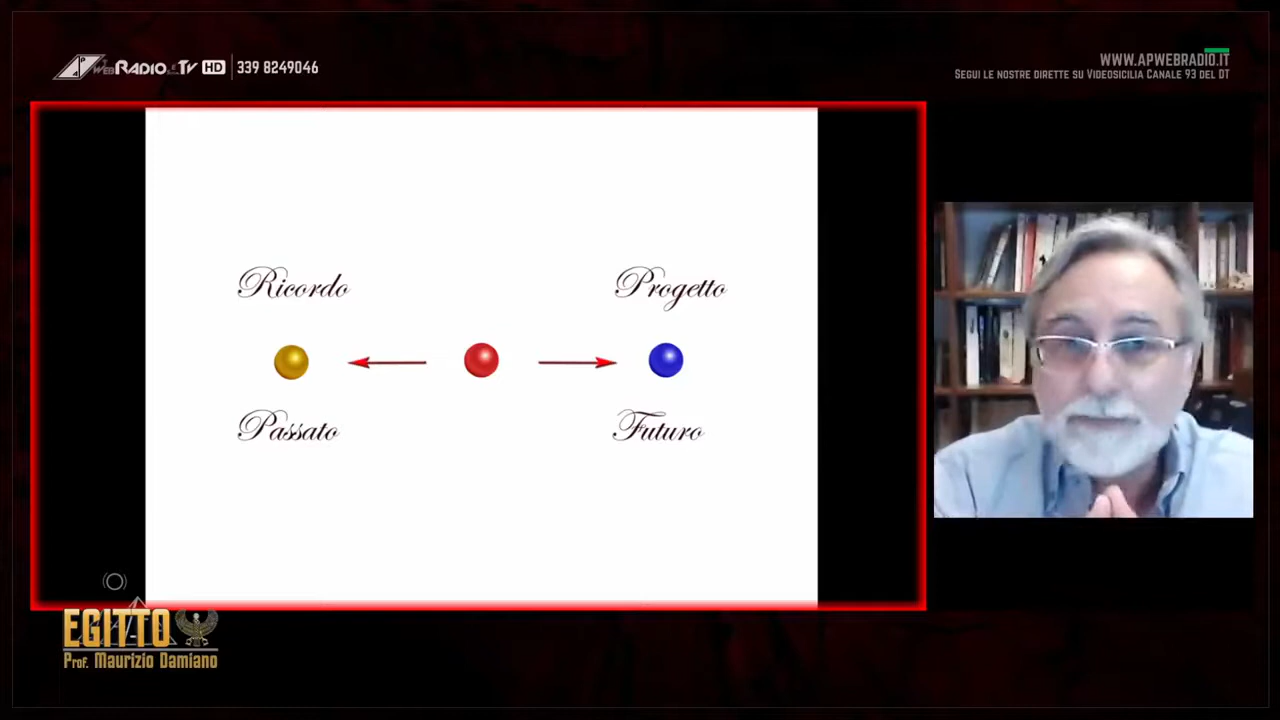 RADIO E TV HD 339 8249046
WWW.APWEBRADIO.IT
SEGUI LE NOSTRE DIRETTE SU VIDEOSICILIA CANALE 93 DEL DT
Ricordo
Progetto
Passato
Futuro
EGITTO
PROF. MAURIZIO DAMIANO